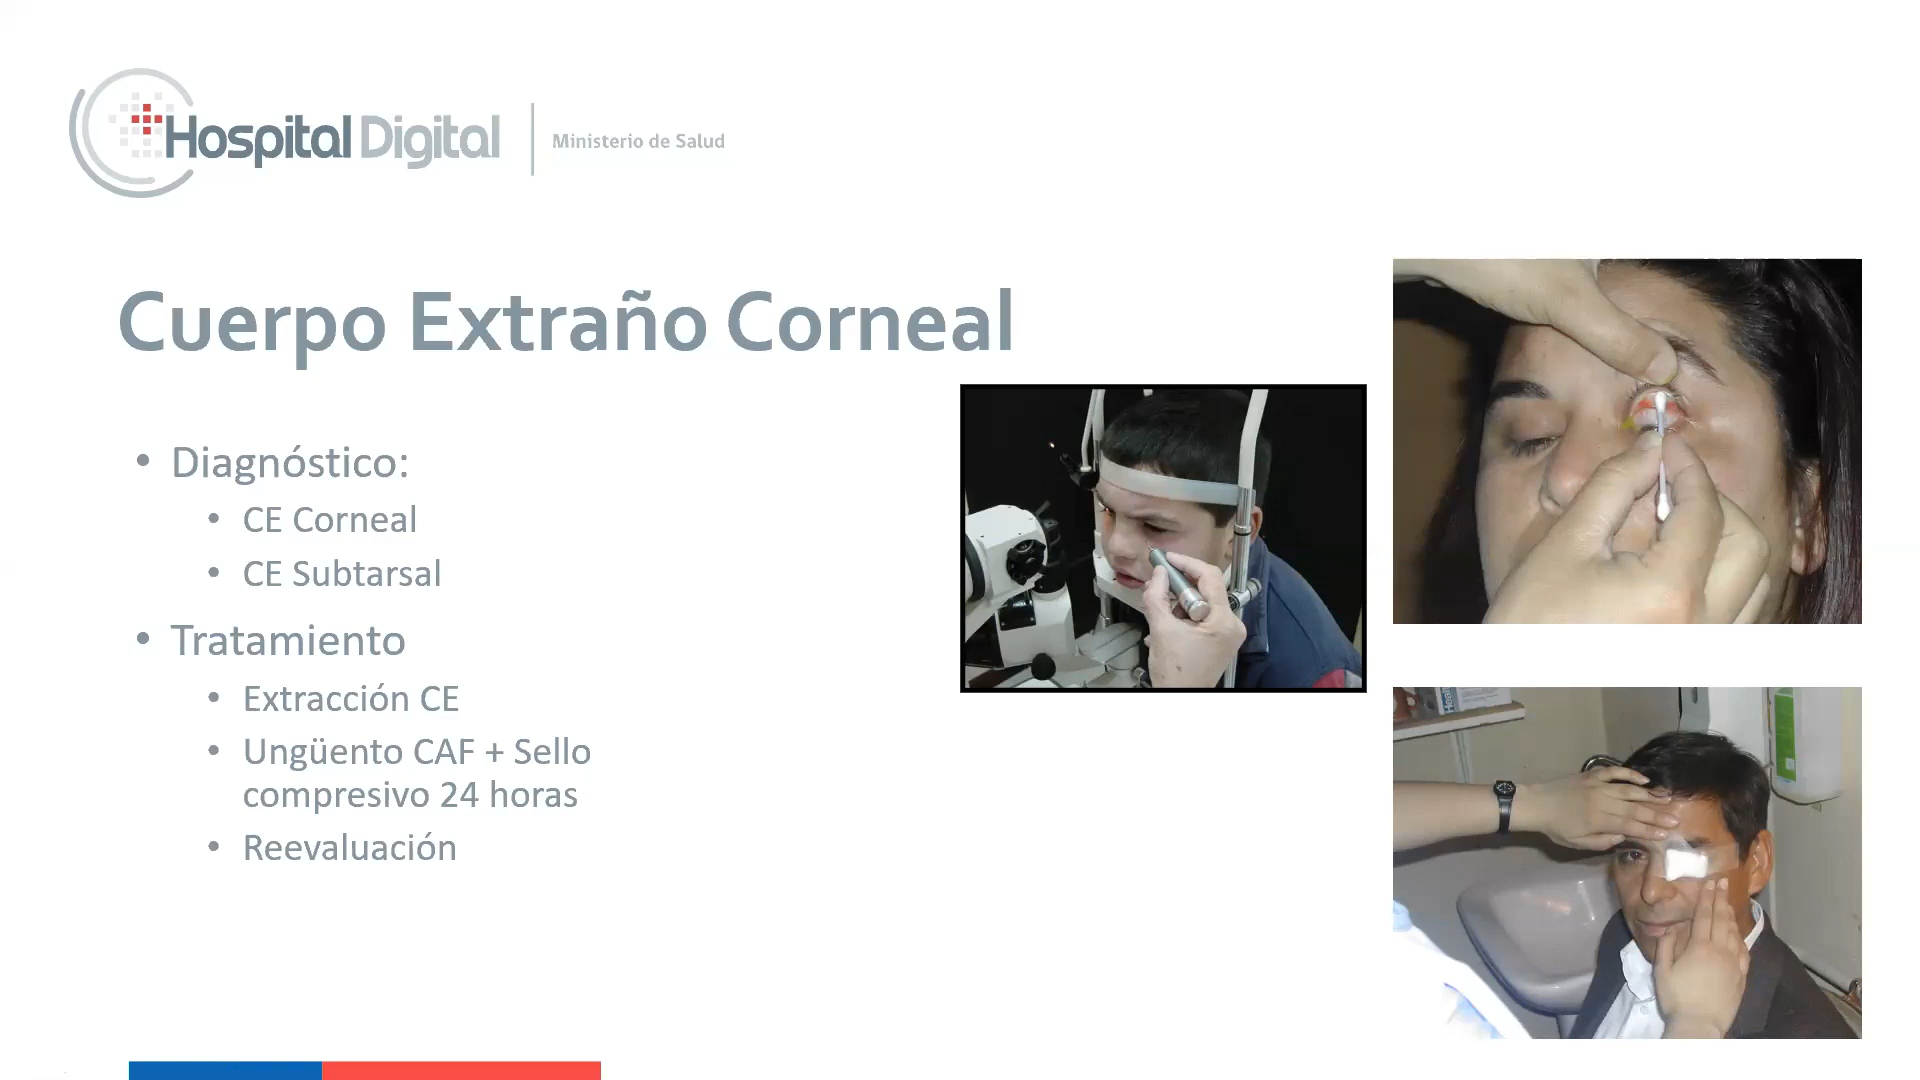 Hospital Digital
Ministerio de Salud
Cuerpo Extraño Corneal
• Diagnóstico:
• CE Corneal
• CE Subtarsal
• Tratamiento
• Extracción CE
• Ungüento CAF + Sello
compresivo 24 horas
• Reevaluación